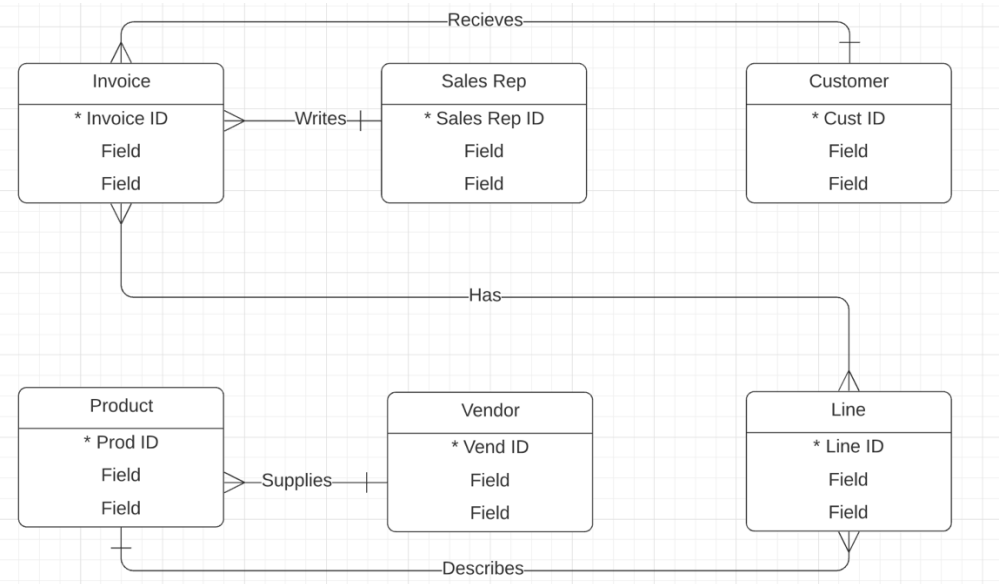 Recieves
Invoice
* Invoice ID
Field
Field
Writes
Sales Rep
* Sales Rep ID
Field
Field
Customer
* Cust ID
Field
Field
Has
Product
* Prod ID
Field
Field
Supplies
Vendor
* Vend ID
Field
Field
Line
* Line ID
Field
Field
Describes